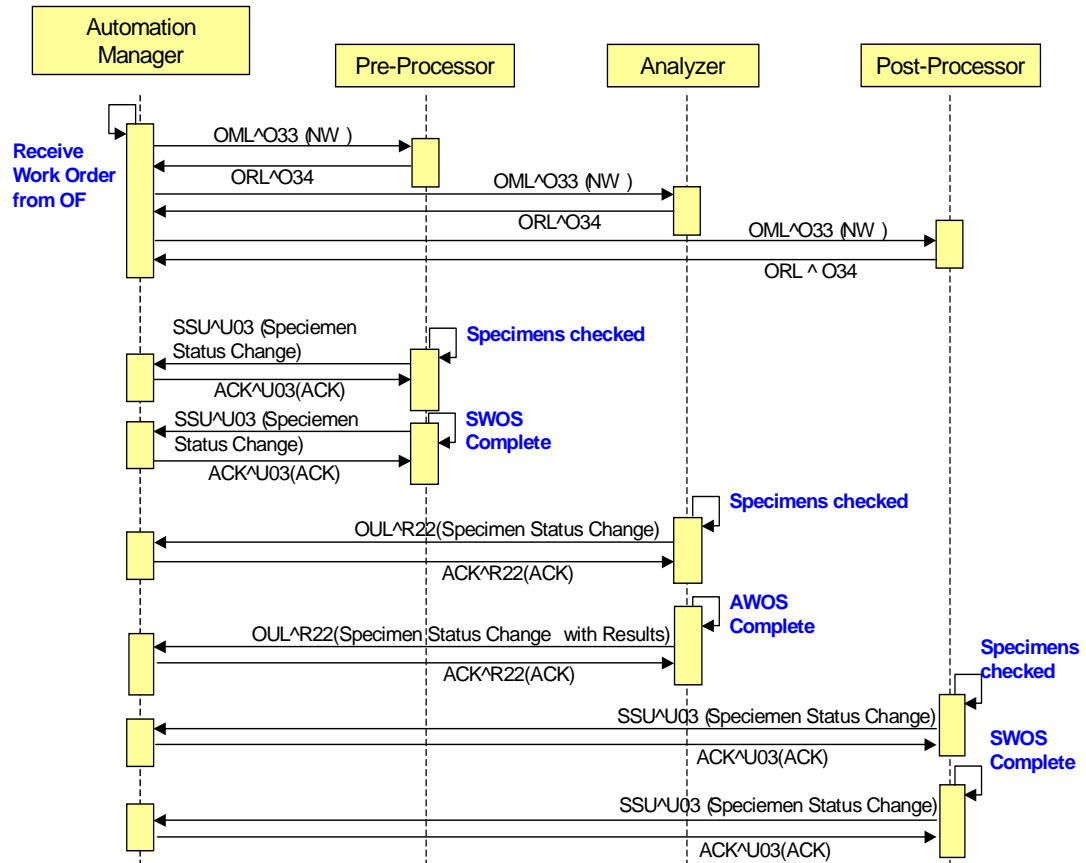 Automation
Manager
Pre-Processor
Analyzer
Post-Processor
Receive
Work Order
from OF
OML^O33 (NW )
ORL^O34
OML^O33 (NW )
ORL^O34
OML^O33 (NW )
ORL ^ O34
SSU^U03 (Speciemen
Status Change)
Specimens checked
ACK^U03(ACK)
SSU^U03 (Speciemen
Status Change)
SWOS
Complete
ACK^U03(ACK)
Specimens checked
OUL^R22(Specimen Status Change)
ACK^R22(ACK)
AWOS
Complete
OUL^R22(Specimen Status Change with Results)
ACK^R22(ACK)
Specimens
checked
SSU^U03 (Speciemen Status Change)
ACK^U03(ACK)
SWOS
Complete
SSU^U03 (Speciemen Status Change)
ACK^U03(ACK)